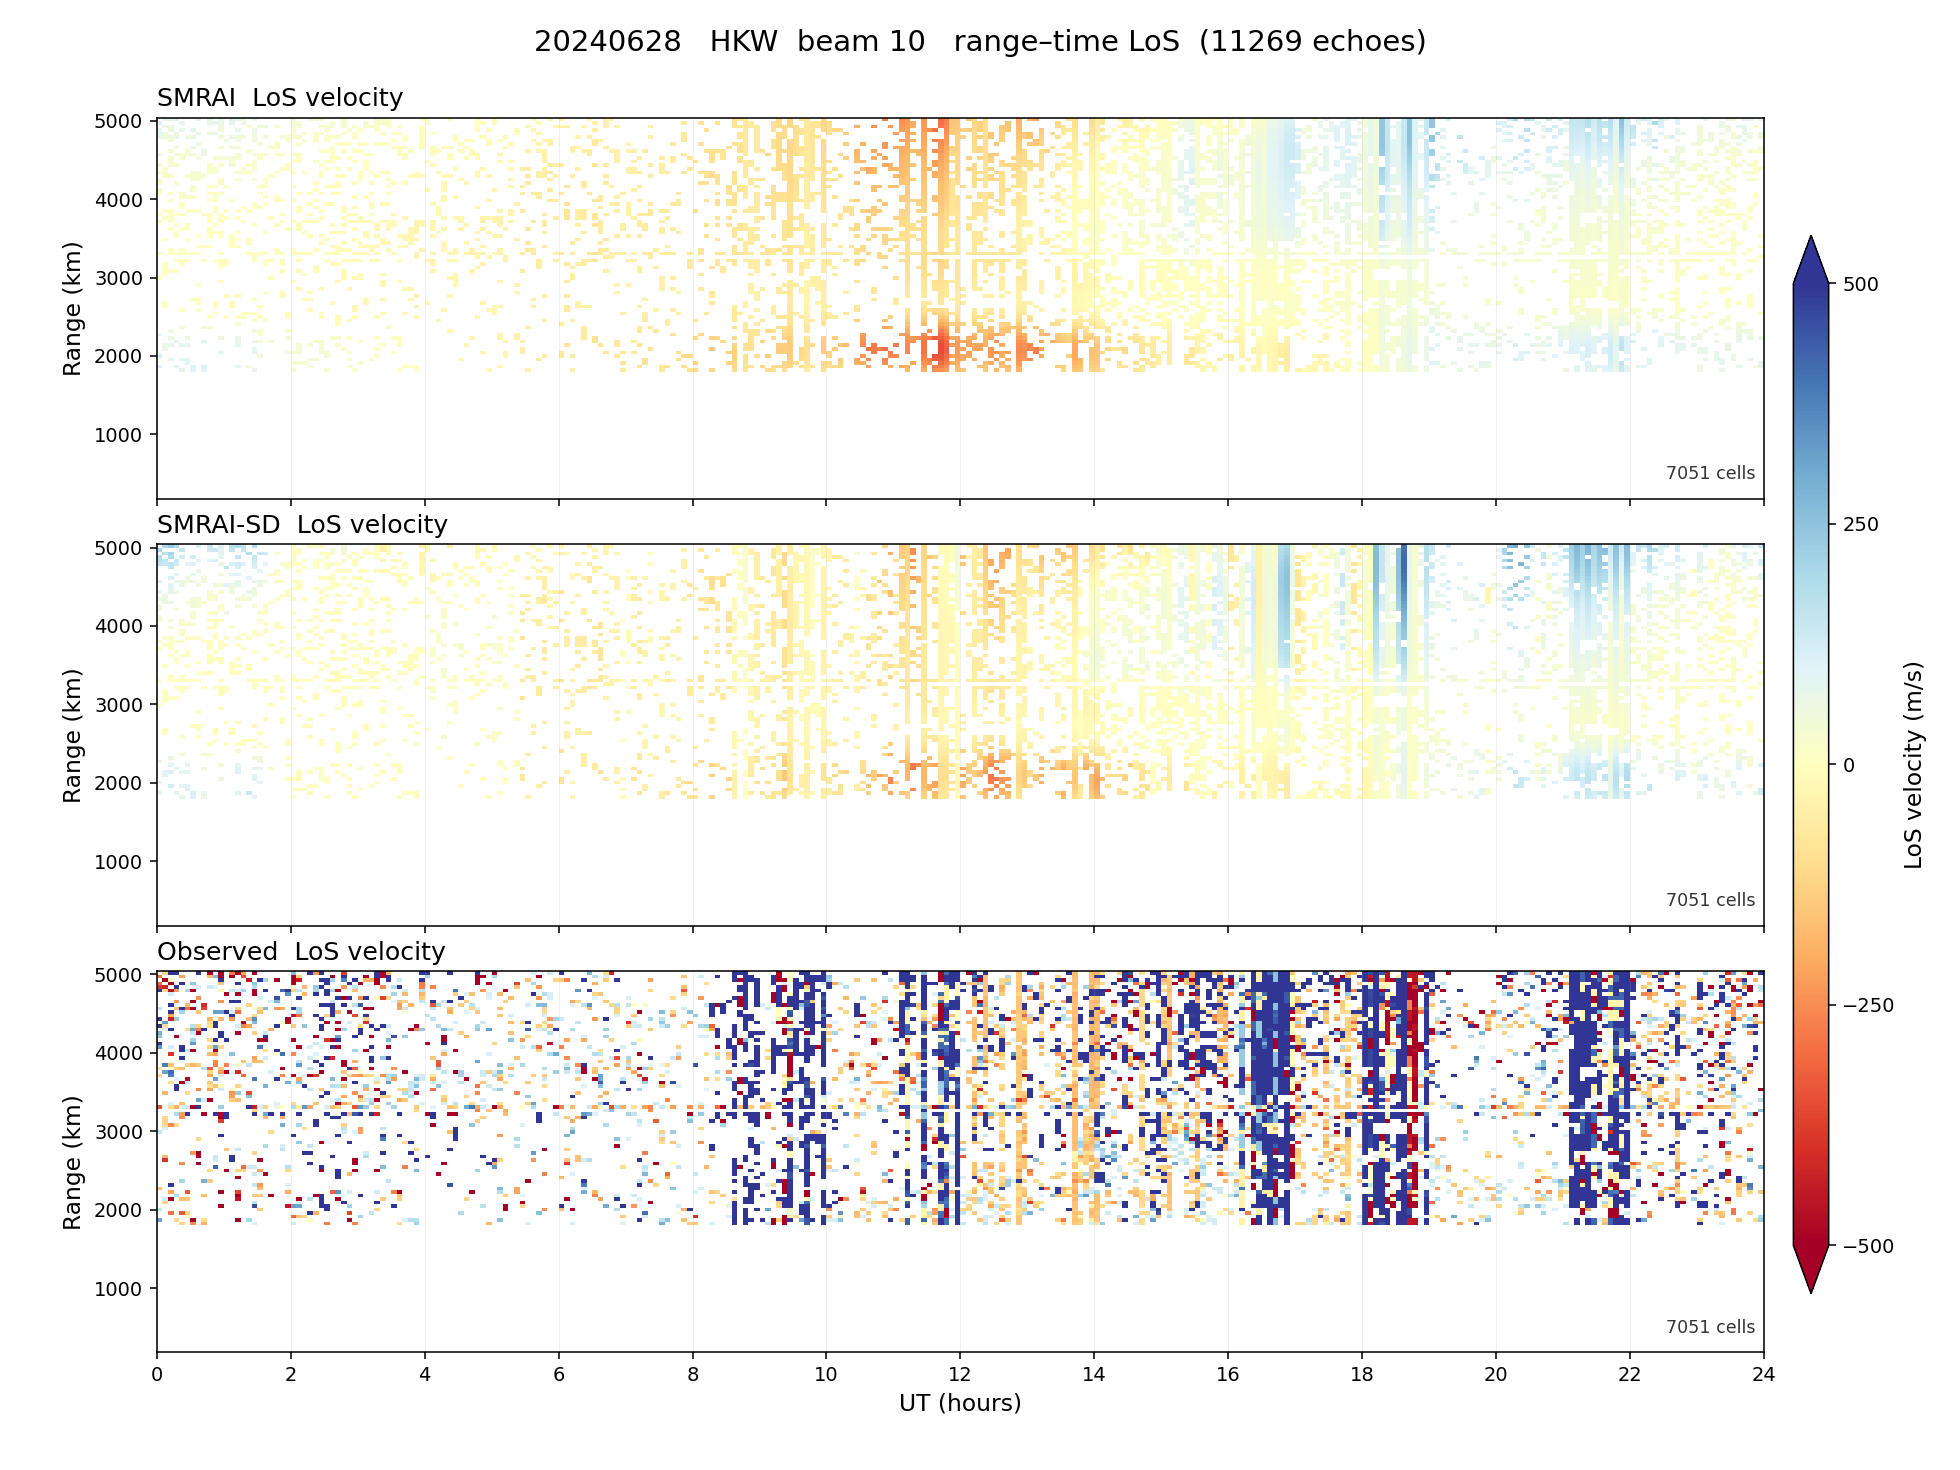 20240628   HKW  beam 10   range–time LoS  (11269 echoes)
SMRAI  LoS velocity
5000
4000
3000
2000
1000
Range (km)
7051 cells
SMRAI-SD  LoS velocity
5000
4000
3000
2000
1000
Range (km)
7051 cells
Observed  LoS velocity
5000
4000
3000
2000
1000
Range (km)
7051 cells
0 2 4 6 8 10 12 14 16 18 20 22 24
UT (hours)
500
250
0
−250
−500
LoS velocity (m/s)